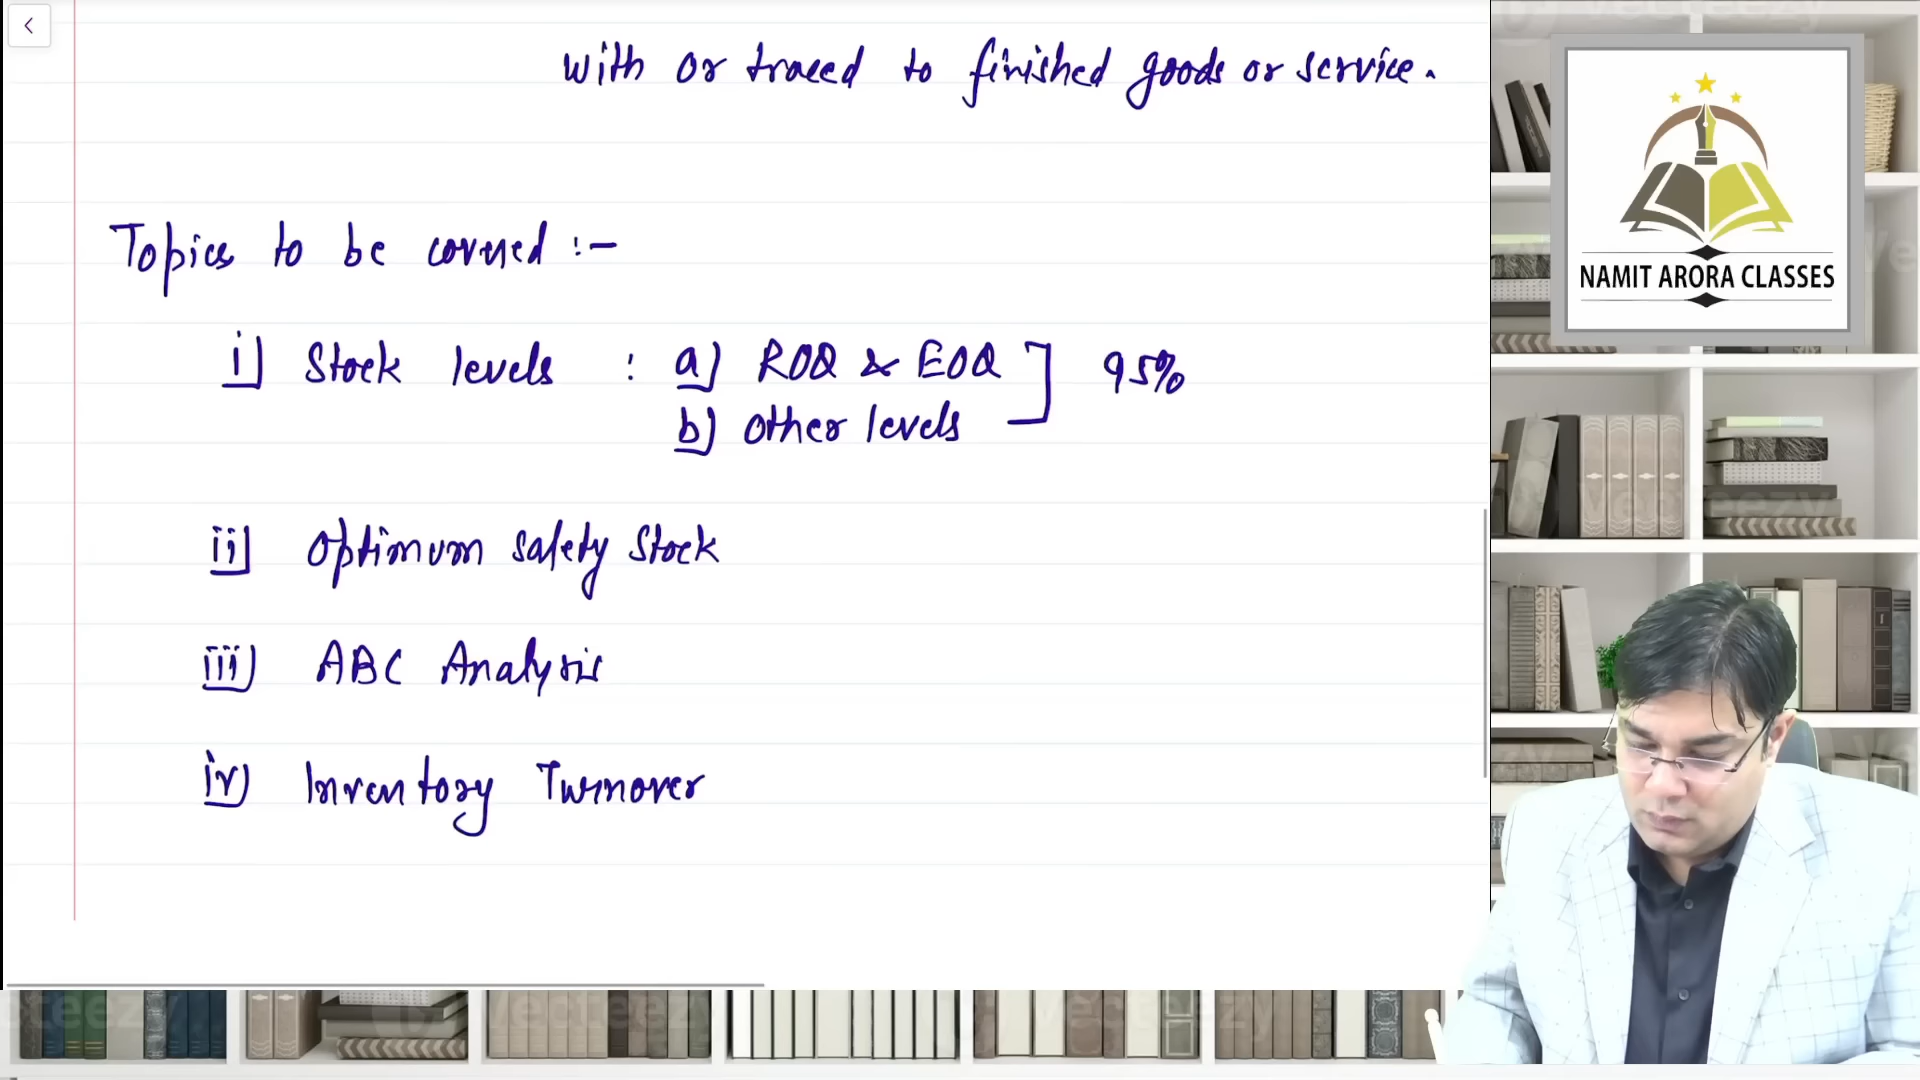 with or traced to finished goods or service.
Topics to be covered :-
i) Stock levels : a) ROQ & EOQ ] 95%
b) Other levels
ii) Optimum safety Stock
iii) ABC Analysis
iv) Inventory Turnover
NAMIT ARORA CLASSES